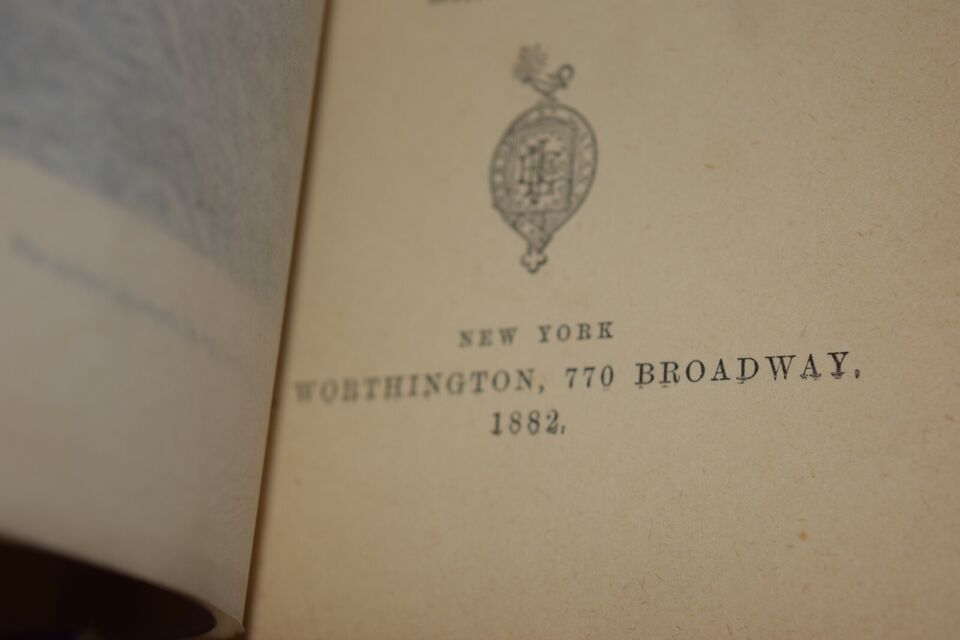 NEW YORK
WORTHINGTON, 770 BROADWAY.
1882.